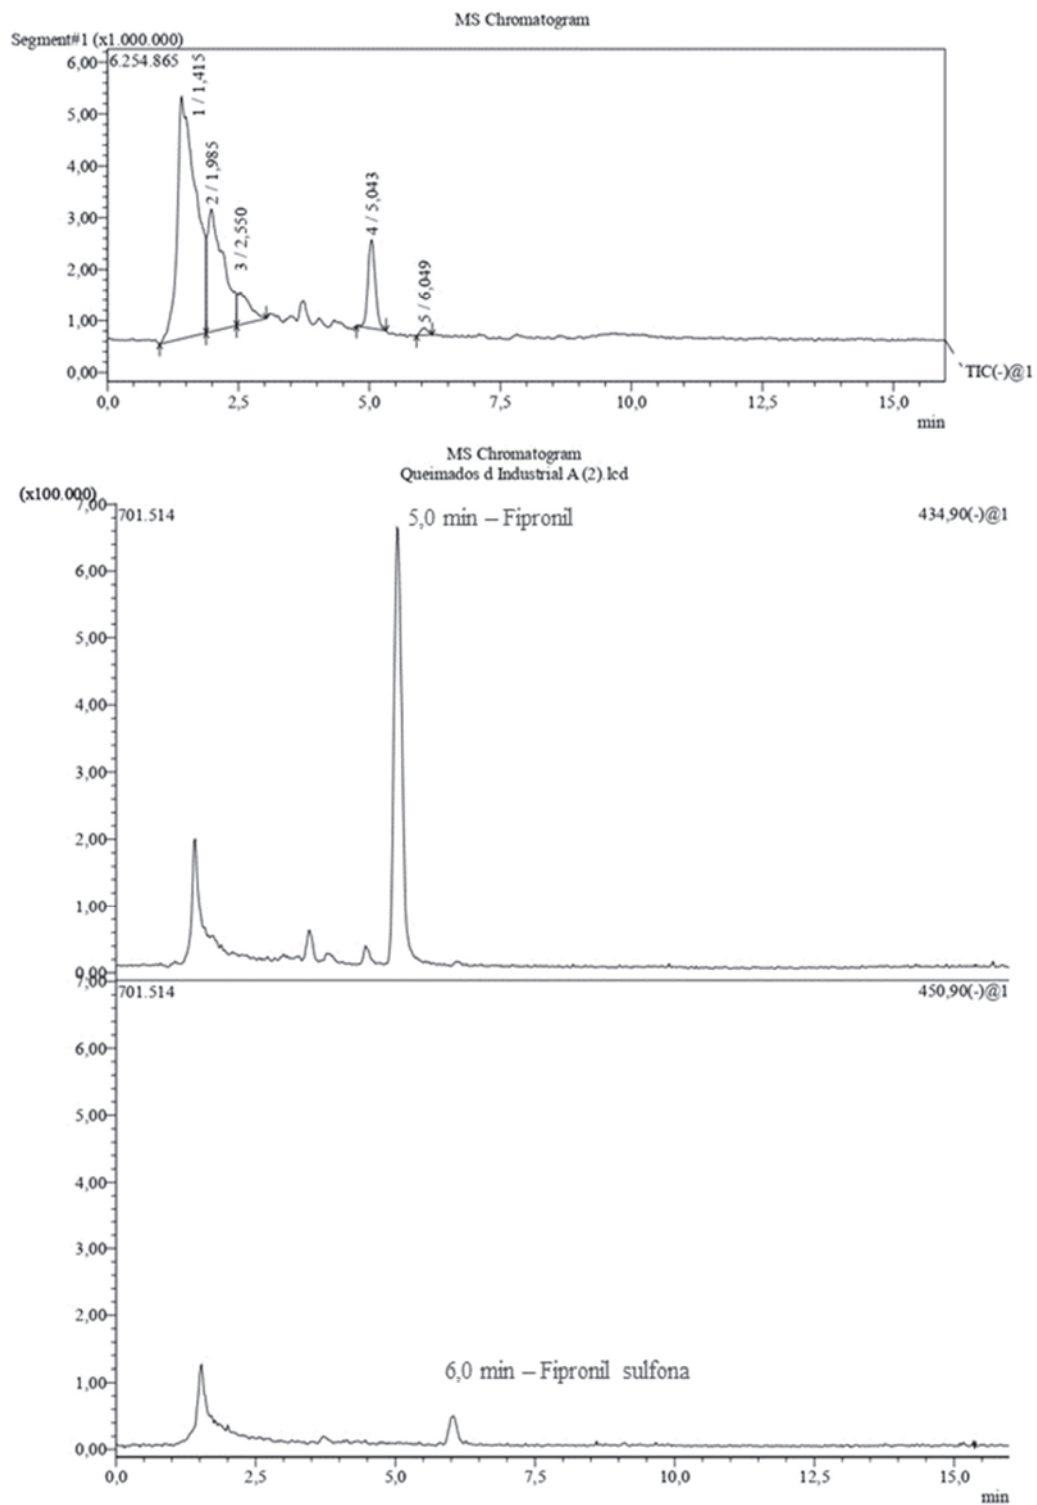 MS Chromatogram
Segment#1 (x1.000.000)
6.254.865
1 / 1,415
2 / 1,985
3 / 2,550
4 / 5,043
5 / 6,049
6,00
5,00
4,00
3,00
2,00
1,00
0,00
TIC(-)@1
0,0 2,5 5,0 7,5 10,0 12,5 15,0
min
MS Chromatogram
Queimados d Industrial A (2).lcd
(x100.000)
7,00
701.514
5,0 min – Fipronil
434,90(-)@1
6,00
5,00
4,00
3,00
2,00
1,00
0,00
7,00
701.514
450,90(-)@1
6,00
5,00
4,00
3,00
2,00
6,0 min – Fipronil sulfona
1,00
0,00
0,0 2,5 5,0 7,5 10,0 12,5 15,0
min